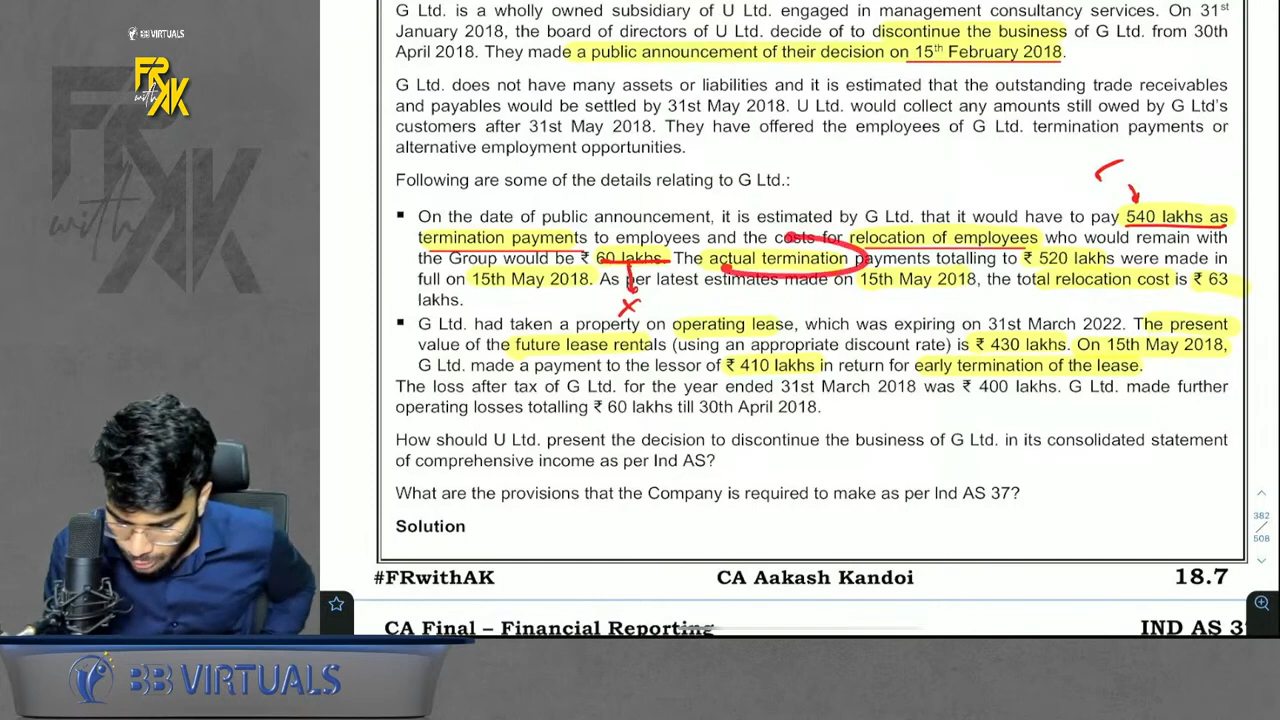 G Ltd. is a wholly owned subsidiary of U Ltd. engaged in management consultancy services. On 31st
January 2018, the board of directors of U Ltd. decide of to discontinue the business of G Ltd. from 30th
April 2018. They made a public announcement of their decision on 15th February 2018.
G Ltd. does not have many assets or liabilities and it is estimated that the outstanding trade receivables
and payables would be settled by 31st May 2018. U Ltd. would collect any amounts still owed by G Ltd's
customers after 31st May 2018. They have offered the employees of G Ltd. termination payments or
alternative employment opportunities.
Following are some of the details relating to G Ltd.:
▪ On the date of public announcement, it is estimated by G Ltd. that it would have to pay 540 lakhs as
termination payments to employees and the costs for relocation of employees who would remain with
the Group would be ₹ 60 lakhs. The actual termination payments totalling to ₹ 520 lakhs were made in
full on 15th May 2018. As per latest estimates made on 15th May 2018, the total relocation cost is ₹ 63
lakhs.
▪ G Ltd. had taken a property on operating lease, which was expiring on 31st March 2022. The present
value of the future lease rentals (using an appropriate discount rate) is ₹ 430 lakhs. On 15th May 2018,
G Ltd. made a payment to the lessor of ₹ 410 lakhs in return for early termination of the lease.
The loss after tax of G Ltd. for the year ended 31st March 2018 was ₹ 400 lakhs. G Ltd. made further
operating losses totalling ₹ 60 lakhs till 30th April 2018.
How should U Ltd. present the decision to discontinue the business of G Ltd. in its consolidated statement
of comprehensive income as per Ind AS?
What are the provisions that the Company is required to make as per Ind AS 37?
Solution
#FRwithAK CA Aakash Kandoi 18.7
CA Final – Financial Reporting IND AS 3
382
/
508
BB VIRTUALS
FR
with AK
BB VIRTUALS